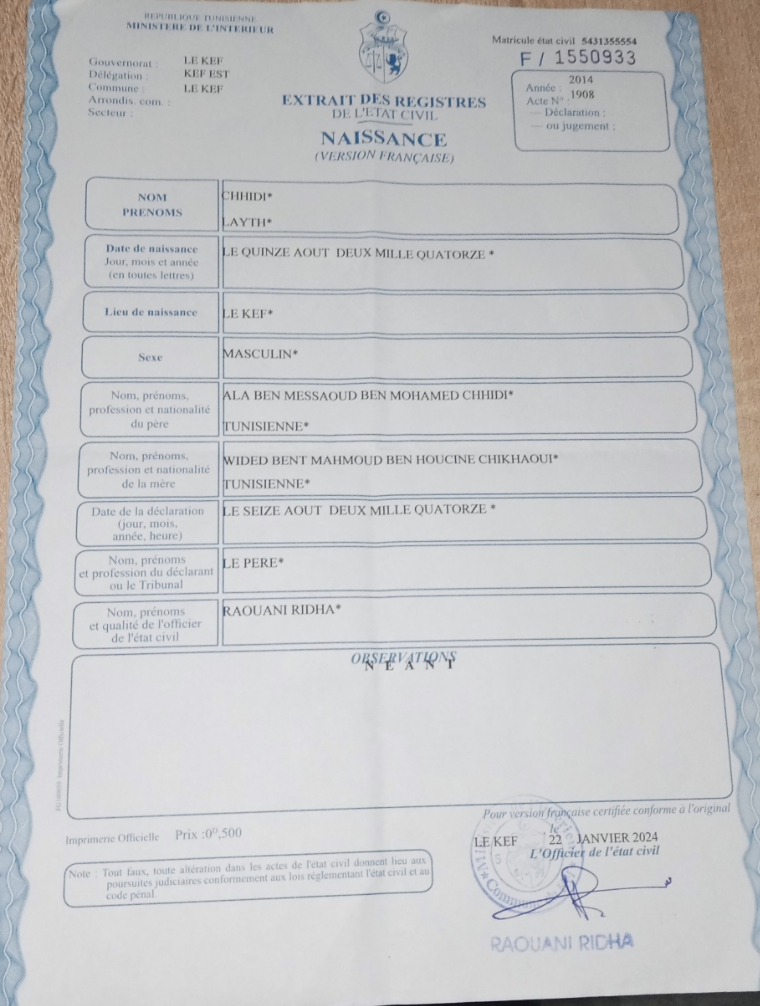 REPUBLIQUE TUNISIENNE
MINISTERE DE L'INTERIEUR
Gouvernorat : LE KEF
Délégation : KEF EST
Commune : LE KEF
Arrondis. com. :
Secteur :
Matricule état civil 5431355554
F / 1550933
Année : 2014
Acte N° : 1908
— Déclaration :
— ou jugement :
EXTRAIT DES REGISTRES
DE L'ETAT CIVIL
NAISSANCE
(VERSION FRANÇAISE)
NOM
PRENOMS
CHHIDI*
LAYTH*
Date de naissance
Jour, mois et année
(en toutes lettres)
LE QUINZE AOUT DEUX MILLE QUATORZE *
Lieu de naissance
LE KEF*
Sexe
MASCULIN*
Nom, prénoms,
profession et nationalité
du père
ALA BEN MESSAOUD BEN MOHAMED CHHIDI*
TUNISIENNE*
Nom, prénoms,
profession et nationalité
de la mère
WIDED BENT MAHMOUD BEN HOUCINE CHIKHAOUI*
TUNISIENNE*
Date de la déclaration
(jour, mois,
année, heure)
LE SEIZE AOUT DEUX MILLE QUATORZE *
Nom, prénoms
et profession du déclarant
ou le Tribunal
LE PERE*
Nom, prénoms
et qualité de l'officier
de l'état civil
RAOUANI RIDHA*
OBSERVATIONS
N E A N T
Imprimerie Officielle
Imprimerie Officielle Prix :0ᴰ,500
Pour version française certifiée conforme à l'original
le
LE KEF 22 JANVIER 2024
L'Officier de l'état civil
Note : Tout faux, toute altération dans les actes de l'état civil donnent lieu aux
poursuites judiciaires conformement aux lois réglementant l'état civil et au
code pénal
RAOUANI RIDHA